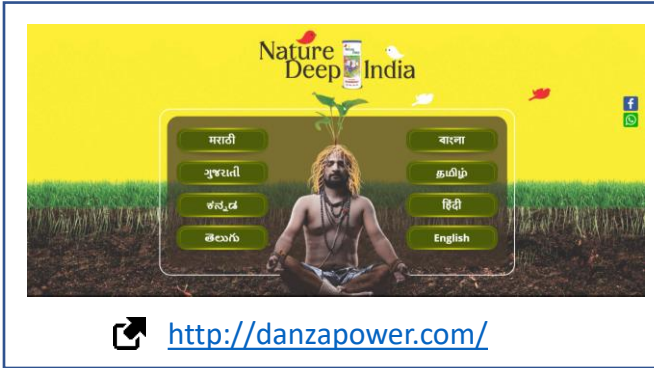 Nature
Deep India
मराठी
বাংলা
ગુજરાતી
தமிழ்
ಕನ್ನಡ
हिंदी
తెలుగు
English
http://danzapower.com/